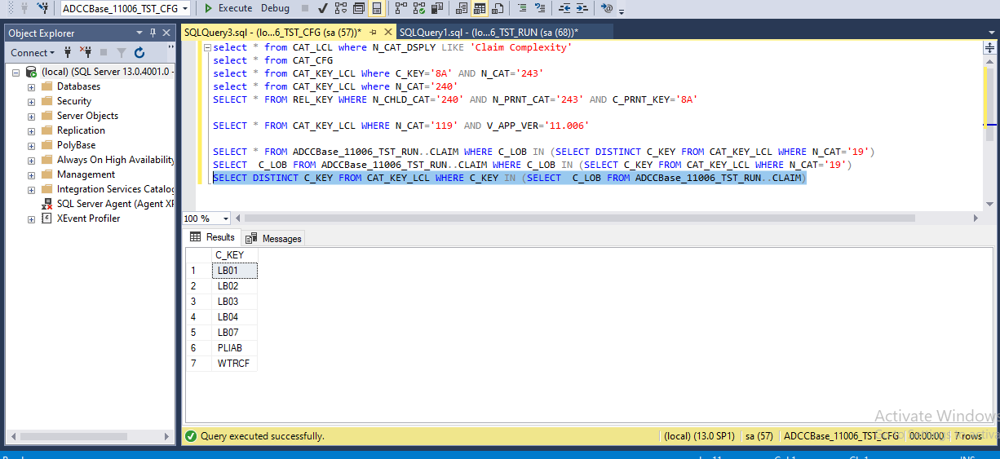 ADCCBase_11006_TST_CFG
Execute
Debug
Object Explorer
SQLQuery3.sql - (lo...6_TST_CFG (sa (57))*
SQLQuery1.sql - (lo...6_TST_RUN (sa (68))*
Connect
(local) (SQL Server 13.0.4001.0 -
Databases
Security
Server Objects
Replication
PolyBase
Always On High Availability
Management
Integration Services Catalog
SQL Server Agent (Agent XP
XEvent Profiler
select * from CAT_LCL where N_CAT_DSPLY LIKE 'Claim Complexity'
select * from CAT_CFG
select * from CAT_KEY_LCL Where C_KEY='8A' AND N_CAT='243'
select * from CAT_KEY_LCL where N_CAT='240'
SELECT * FROM REL_KEY WHERE N_CHLD_CAT='240' AND N_PRNT_CAT='243' AND C_PRNT_KEY='8A'
SELECT * FROM CAT_KEY_LCL WHERE N_CAT='119' AND V_APP_VER='11.006'
SELECT * FROM ADCCBase_11006_TST_RUN..CLAIM WHERE C_LOB IN (SELECT DISTINCT C_KEY FROM CAT_KEY_LCL WHERE N_CAT='19')
SELECT  C_LOB FROM ADCCBase_11006_TST_RUN..CLAIM WHERE C_LOB IN (SELECT C_KEY FROM CAT_KEY_LCL WHERE N_CAT='19')
SELECT DISTINCT C_KEY FROM CAT_KEY_LCL WHERE C_KEY IN (SELECT  C_LOB FROM ADCCBase_11006_TST_RUN..CLAIM)
100 %
Results
Messages
C_KEY
1 LB01
2 LB02
3 LB03
4 LB04
5 LB07
6 PLIAB
7 WTRCF
Activate Windows
Query executed successfully.
(local) (13.0 SP1)
sa (57)
ADCCBase_11006_TST_CFG
00:00:00
7 rows